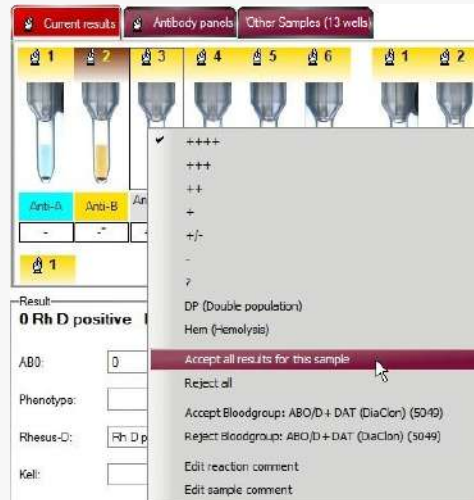 Current results Antibody panels Other Samples (13 wells)
1 2 3 4 5 6 1 2
Anti-A Anti-B An
- -*
1
++++
+++
++
+
+/-
-
?
DP (Double population)
Hem (Hemolysis)
Accept all results for this sample
Reject all
Accept Bloodgroup: ABO/D + DAT (DiaClon) (5049)
Reject Bloodgroup: ABO/D + DAT (DiaClon) (5049)
Edit reaction comment
Edit sample comment
Result
0 Rh D positive
AB0: 0
Phenotype:
Rhesus-D: Rh D p
Kell: